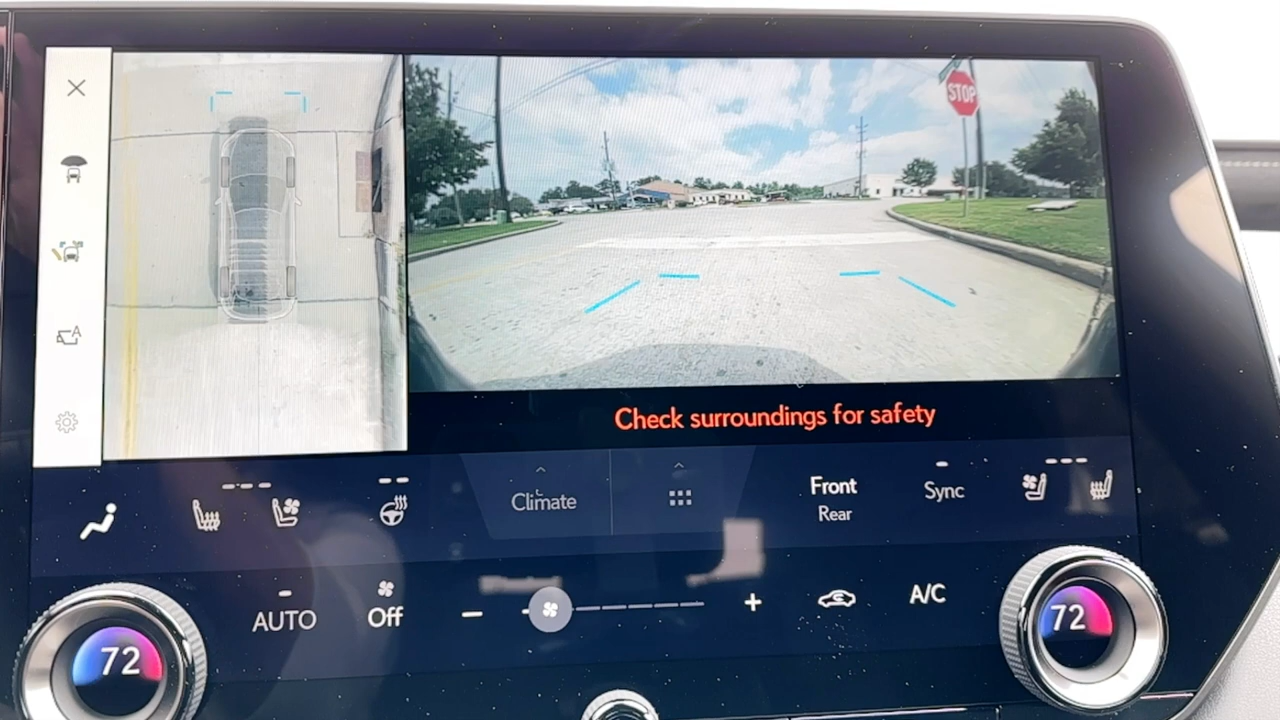 STOP
Check surroundings for safety
Climate
Front
Rear
Sync
AUTO
Off
A/C
72
72
A